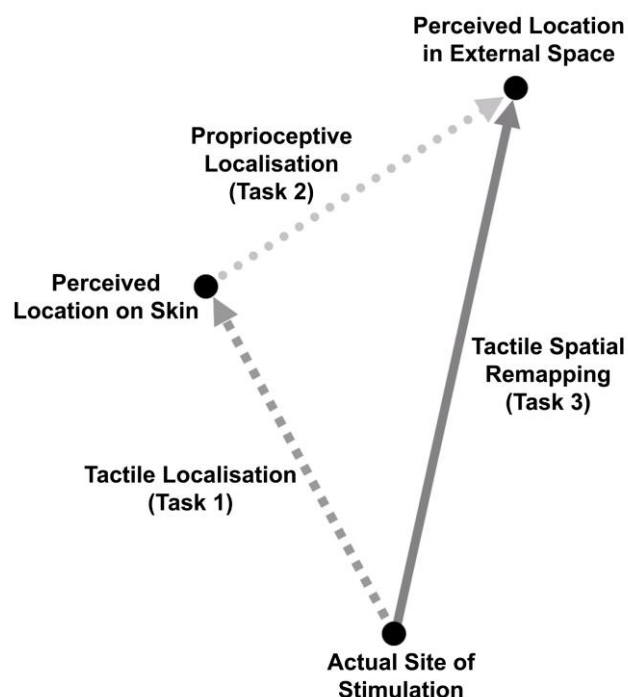 Perceived Location
in External Space
Proprioceptive
Localisation
(Task 2)
Perceived
Location on Skin
Tactile Spatial
Remapping
(Task 3)
Tactile Localisation
(Task 1)
Actual Site of
Stimulation